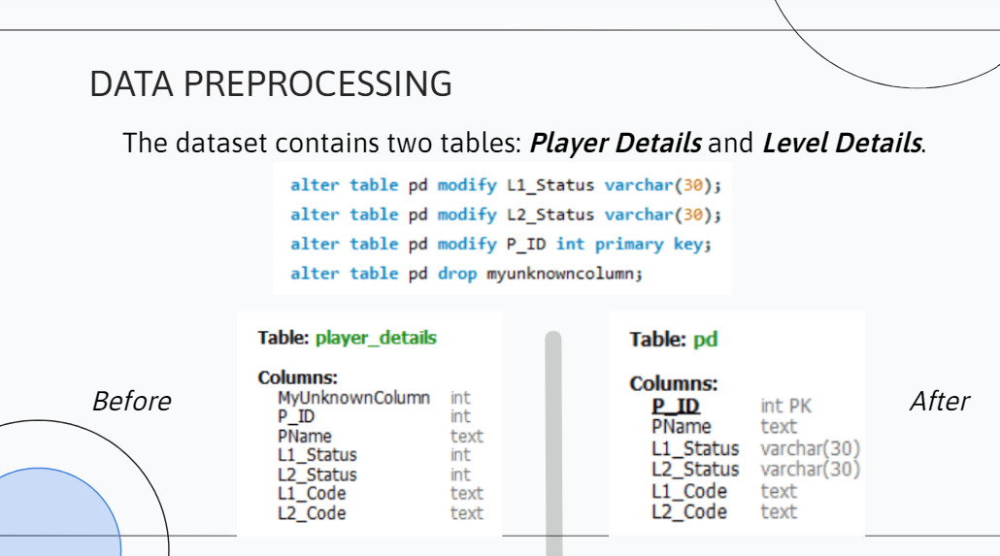 DATA PREPROCESSING
The dataset contains two tables: Player Details and Level Details.
alter table pd modify L1_Status varchar(30);
alter table pd modify L2_Status varchar(30);
alter table pd modify P_ID int primary key;
alter table pd drop myunknowncolumn;
Before
Table: player_details
Columns:
MyUnknownColumn int
P_ID int
PName text
L1_Status int
L2_Status int
L1_Code text
L2_Code text
Table: pd
Columns:
P_ID int PK
PName text
L1_Status varchar(30)
L2_Status varchar(30)
L1_Code text
L2_Code text
After